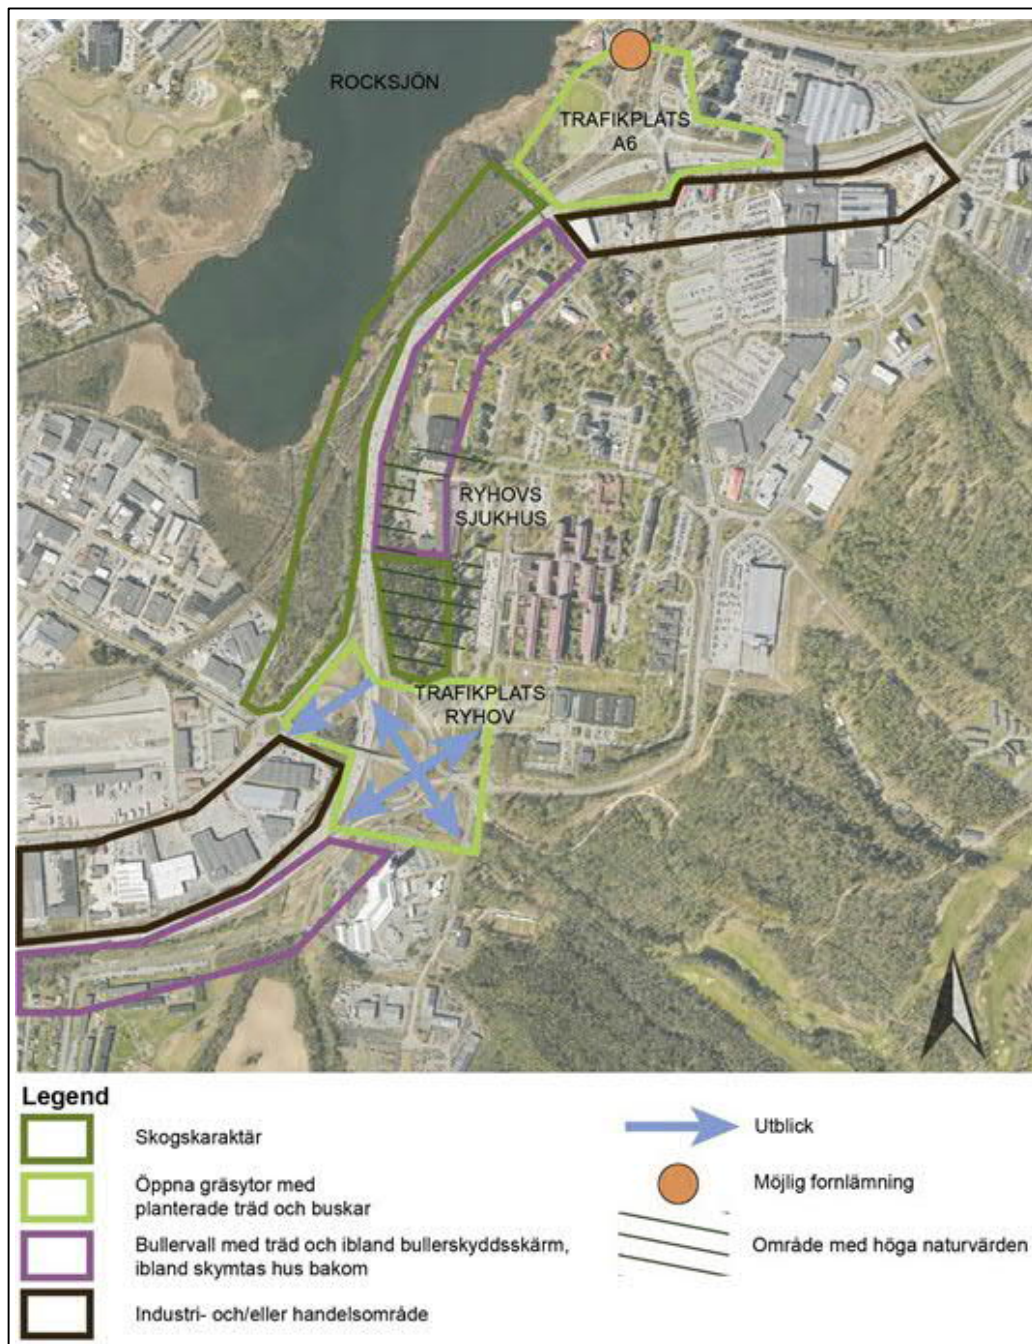 ROCKSJÖN
TRAFIKPLATS
A6
RYHOVS
SJUKHUS
TRAFIKPLATS
RYHOV
Legend
Skogskaraktär
Öppna gräsytor med
planterade träd och buskar
Bullervall med träd och ibland bullerskyddsskärm,
ibland skymtas hus bakom
Industri- och/eller handelsområde
Utblick
Möjlig fornlämning
Område med höga naturvärden